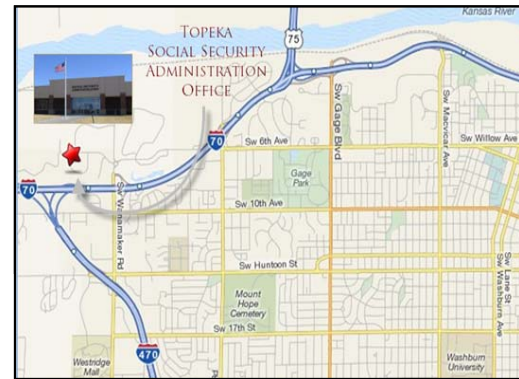 Kansas River
TOPEKA
SOCIAL SECURITY
ADMINISTRATION
OFFICE
75
70
Sw 6th Ave
Sw Gage Blvd
Sw Macvicar Ave
Sw Willow Ave
Gage
Park
70
Sw Wanamaker Rd
Sw 10th Ave
Sw Huntoon St
Sw Lane St
Sw Washburn Ave
Mount
Hope
Cemetery
Sw 17th St
470
Westridge
Mall
Washburn
University